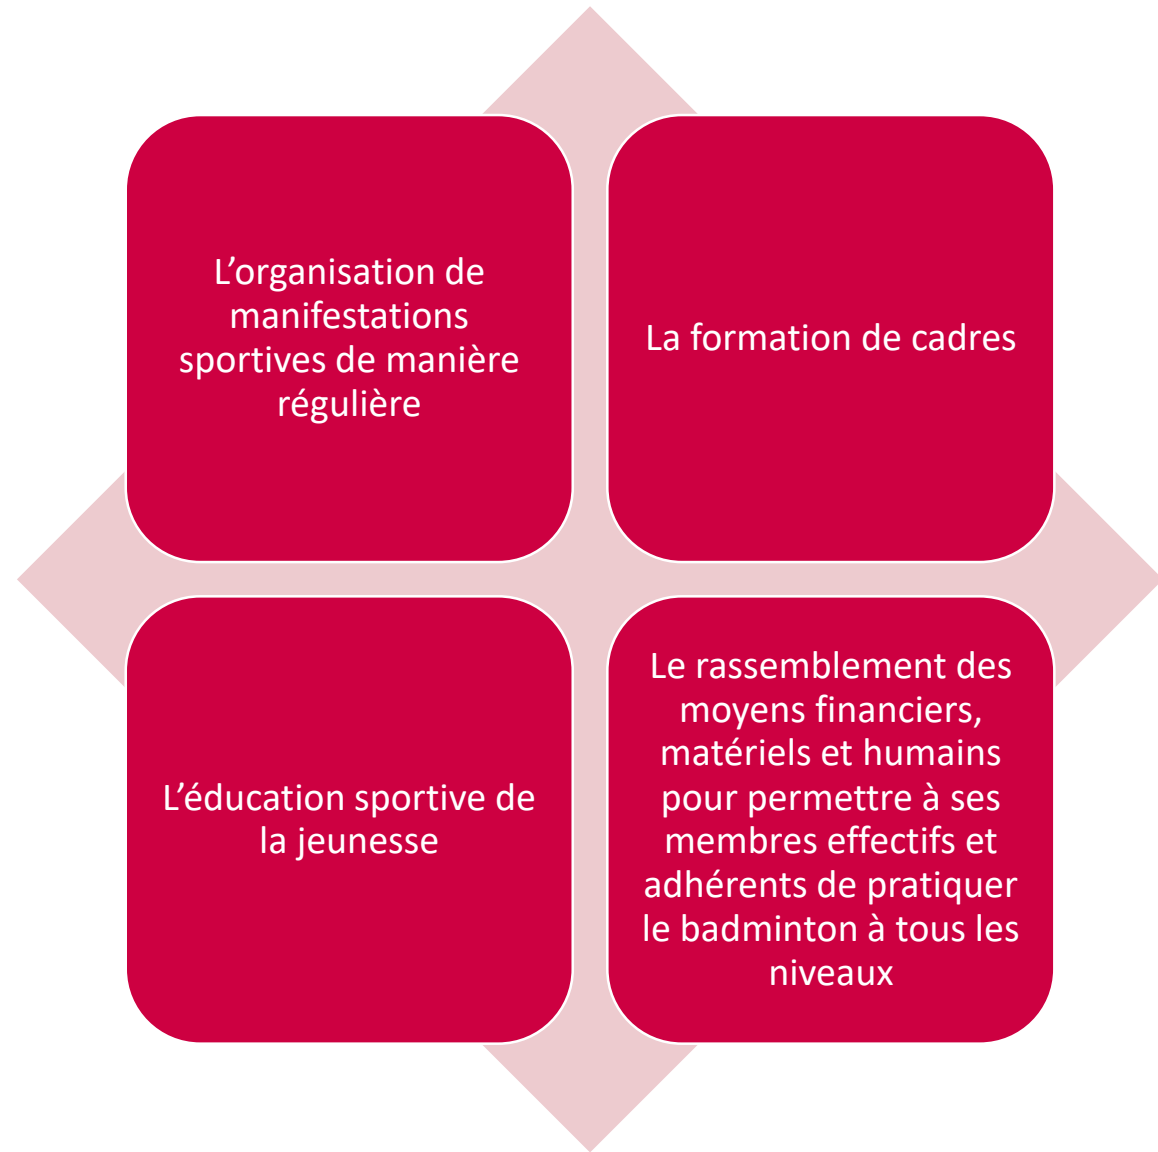 L’organisation de
manifestations
sportives de manière
régulière
La formation de cadres
L’éducation sportive de
la jeunesse
Le rassemblement des
moyens financiers,
matériels et humains
pour permettre à ses
membres effectifs et
adhérents de pratiquer
le badminton à tous les
niveaux